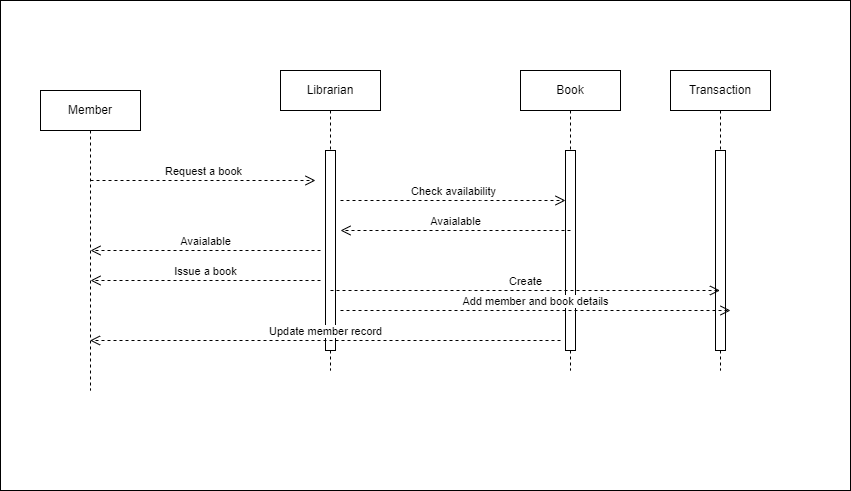 Librarian
Book
Transaction
Member
Request a book
Check availability
Avaialable
Avaialable
Issue a book
Create
Add member and book details
Update member record